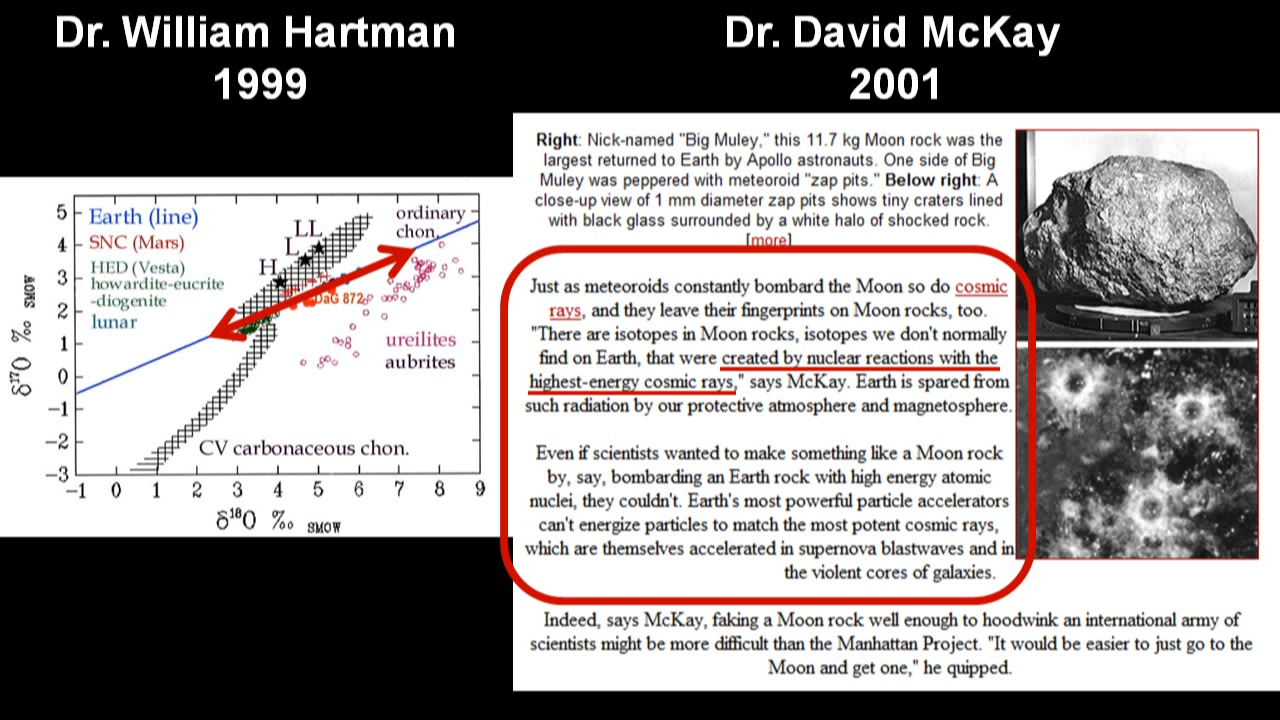 Dr. William Hartman
1999
Dr. David McKay
2001
5
4
3
2
1
0
−1
−2
−3
δ¹⁷O ‰ SMOW
Earth (line)
SNC (Mars)
HED (Vesta)
howardite-eucrite
-diogenite
lunar
LL
L
H
ordinary
chon.
DaG 872
ureilites
aubrites
CV carbonaceous chon.
−1 0 1 2 3 4 5 6 7 8 9
δ¹⁸O ‰ SMOW
Right: Nick-named "Big Muley," this 11.7 kg Moon rock was the
largest returned to Earth by Apollo astronauts. One side of Big
Muley was peppered with meteoroid "zap pits." Below right: A
close-up view of 1 mm diameter zap pits shows tiny craters lined
with black glass surrounded by a white halo of shocked rock.
[more]
Just as meteoroids constantly bombard the Moon so do cosmic
rays, and they leave their fingerprints on Moon rocks, too.
"There are isotopes in Moon rocks, isotopes we don't normally
find on Earth, that were created by nuclear reactions with the
highest-energy cosmic rays," says McKay. Earth is spared from
such radiation by our protective atmosphere and magnetosphere.
Even if scientists wanted to make something like a Moon rock
by, say, bombarding an Earth rock with high energy atomic
nuclei, they couldn't. Earth's most powerful particle accelerators
can't energize particles to match the most potent cosmic rays,
which are themselves accelerated in supernova blastwaves and in
the violent cores of galaxies.
Indeed, says McKay, faking a Moon rock well enough to hoodwink an international army of
scientists might be more difficult than the Manhattan Project. "It would be easier to just go to the
Moon and get one," he quipped.